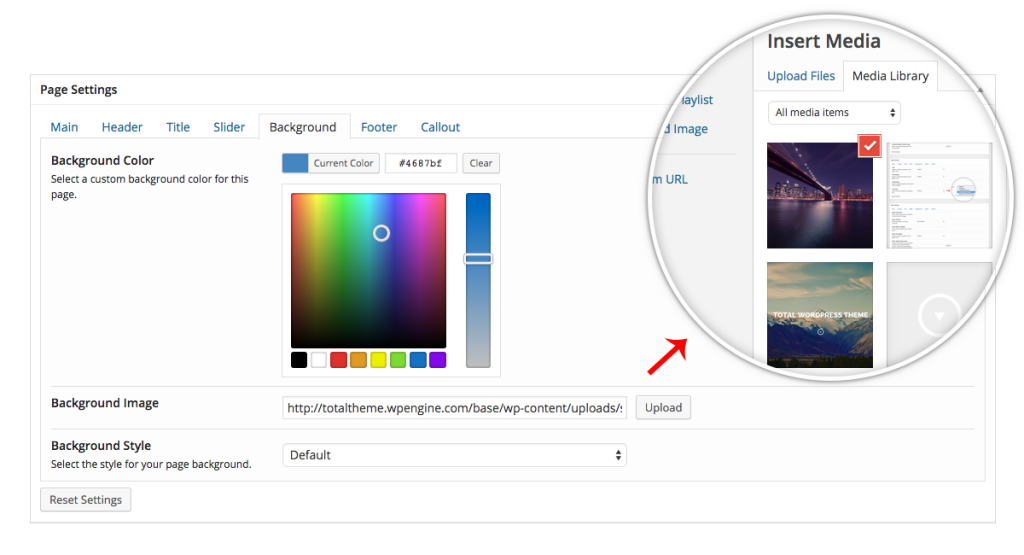 Page Settings
Main Header Title Slider Background Footer Callout
Background Color
Select a custom background color for this
page.
Current Color #4687bf Clear
Background Image
http://totaltheme.wpengine.com/base/wp-content/uploads/ Upload
Background Style
Select the style for your page background.
Default
Reset Settings
Insert Media
Upload Files Media Library
All media items
TOTAL WORDPRESS THEME
aylist
d Image
m URL